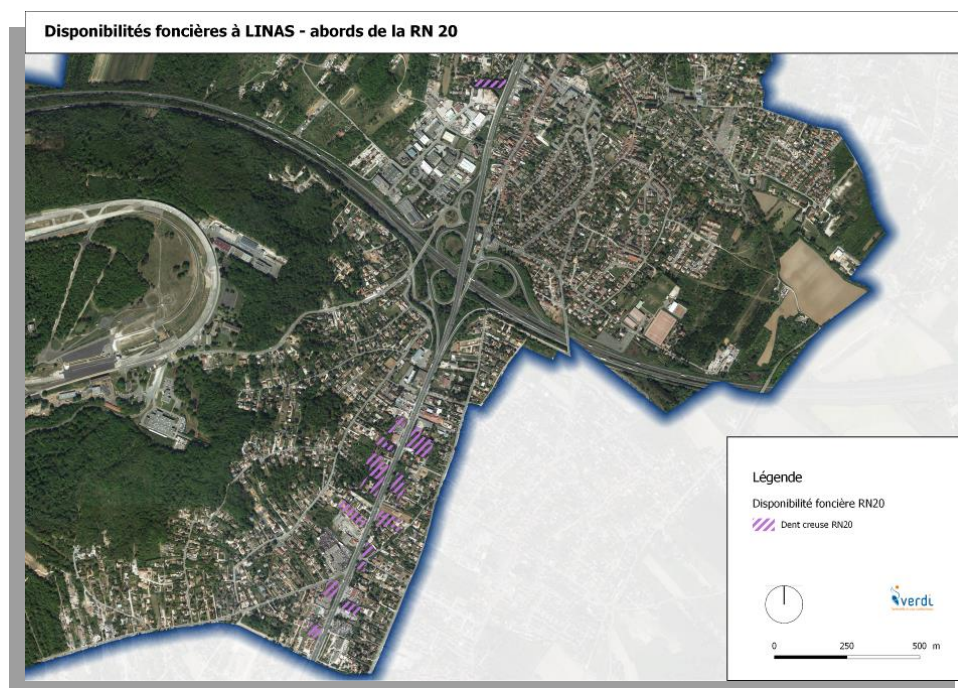 Disponibilités foncières à LINAS - abords de la RN 20
Légende
Disponibilité foncière RN20
Dent creuse RN20
verdi
0 250 500 m